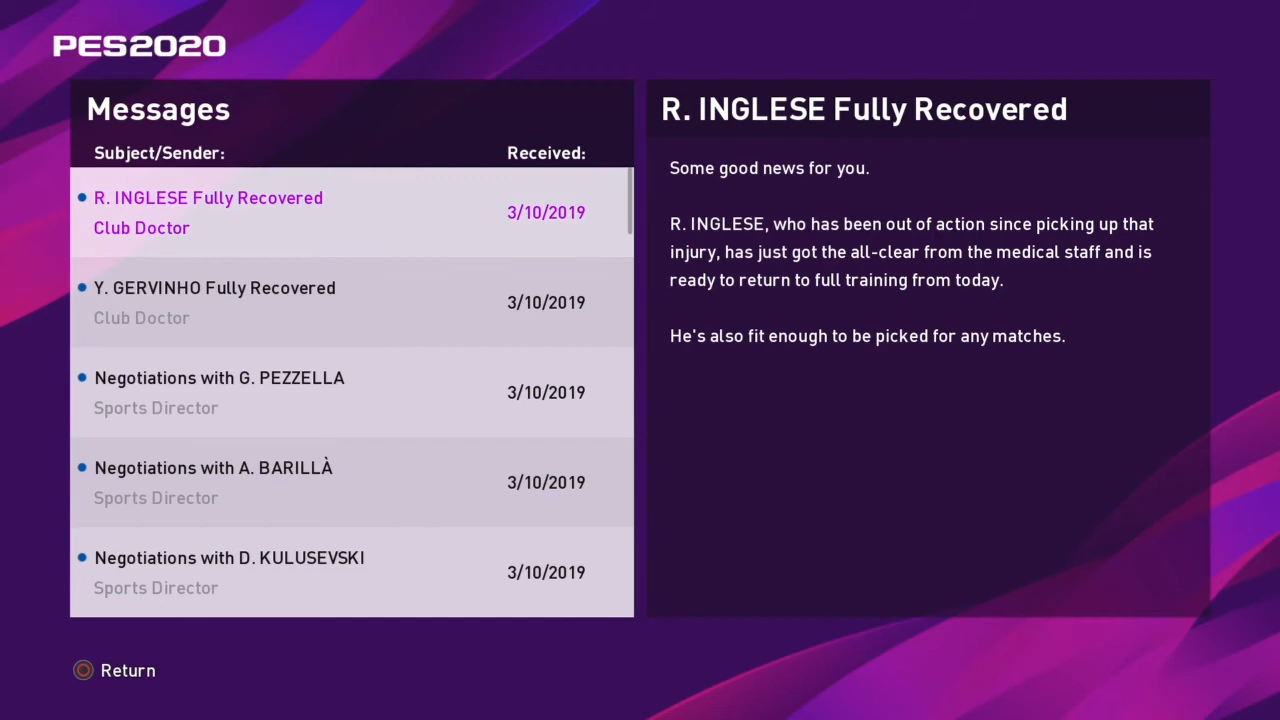 PES2020
Messages
Subject/Sender:
Received:
R. INGLESE Fully Recovered
Club Doctor
3/10/2019
Y. GERVINHO Fully Recovered
Club Doctor
3/10/2019
Negotiations with G. PEZZELLA
Sports Director
3/10/2019
Negotiations with A. BARILLÀ
Sports Director
3/10/2019
Negotiations with D. KULUSEVSKI
Sports Director
3/10/2019
R. INGLESE Fully Recovered
Some good news for you.
R. INGLESE, who has been out of action since picking up that
injury, has just got the all-clear from the medical staff and is
ready to return to full training from today.
He's also fit enough to be picked for any matches.
Return